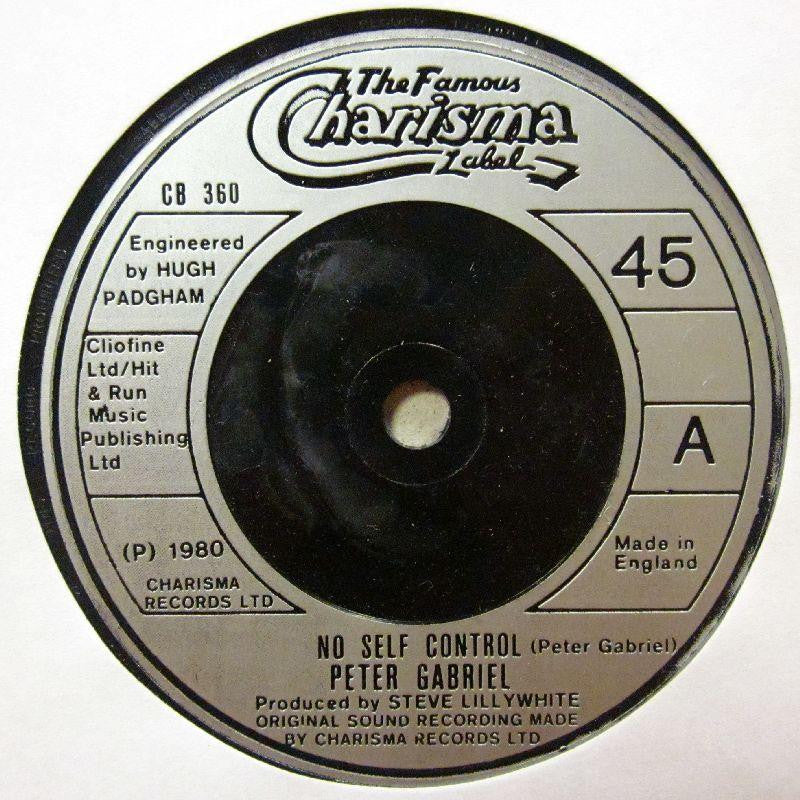 The Famous
Charisma
Label
CB 360
Engineered
by HUGH
PADGHAM
Cliofine
Ltd/Hit
& Run
Music
Publishing
Ltd
(P) 1980
CHARISMA
RECORDS LTD
45
A
Made in
England
NO SELF CONTROL (Peter Gabriel)
PETER GABRIEL
Produced by STEVE LILLYWHITE
ORIGINAL SOUND RECORDING MADE
BY CHARISMA RECORDS LTD